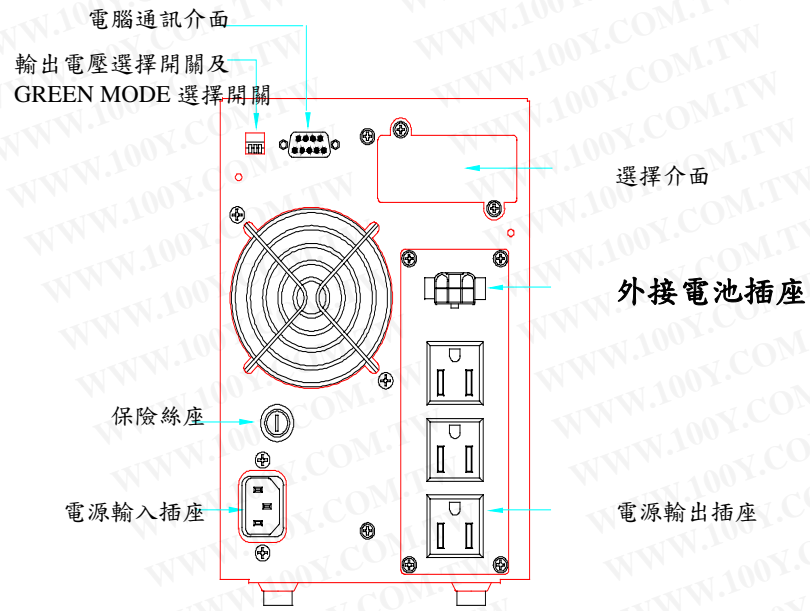 電腦通訊介面
輸出電壓選擇開關及
GREEN MODE 選擇開關
選擇介面
外接電池插座
保險絲座
電源輸入插座
電源輸出插座
WWW.100Y.COM.TW